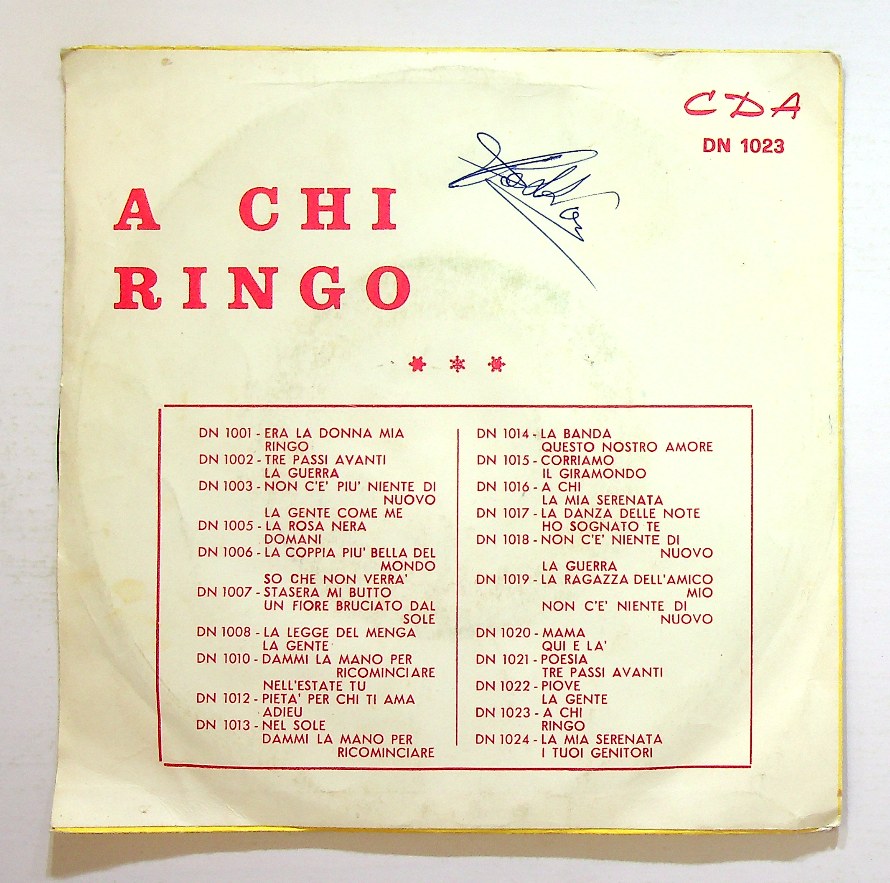 CDA
DN 1023
A CHI
RINGO
DN 1001 - ERA LA DONNA MIA
RINGO
DN 1002 - TRE PASSI AVANTI
LA GUERRA
DN 1003 - NON C'E' PIU' NIENTE DI
NUOVO
LA GENTE COME ME
DN 1005 - LA ROSA NERA
DOMANI
DN 1006 - LA COPPIA PIU' BELLA DEL
MONDO
SO CHE NON VERRA'
DN 1007 - STASERA MI BUTTO
UN FIORE BRUCIATO DAL
SOLE
DN 1008 - LA LEGGE DEL MENGA
LA GENTE
DN 1010 - DAMMI LA MANO PER
RICOMINCIARE
NELL'ESTATE TU
DN 1012 - PIETA' PER CHI TI AMA
ADIEU
DN 1013 - NEL SOLE
DAMMI LA MANO PER
RICOMINCIARE
DN 1014 - LA BANDA
QUESTO NOSTRO AMORE
DN 1015 - CORRIAMO
IL GIRAMONDO
DN 1016 - A CHI
LA MIA SERENATA
DN 1017 - LA DANZA DELLE NOTE
HO SOGNATO TE
DN 1018 - NON C'E' NIENTE DI
NUOVO
LA GUERRA
DN 1019 - LA RAGAZZA DELL'AMICO
MIO
NON C'E' NIENTE DI
NUOVO
DN 1020 - MAMA
QUI E LA'
DN 1021 - POESIA
TRE PASSI AVANTI
DN 1022 - PIOVE
LA GENTE
DN 1023 - A CHI
RINGO
DN 1024 - LA MIA SERENATA
I TUOI GENITORI